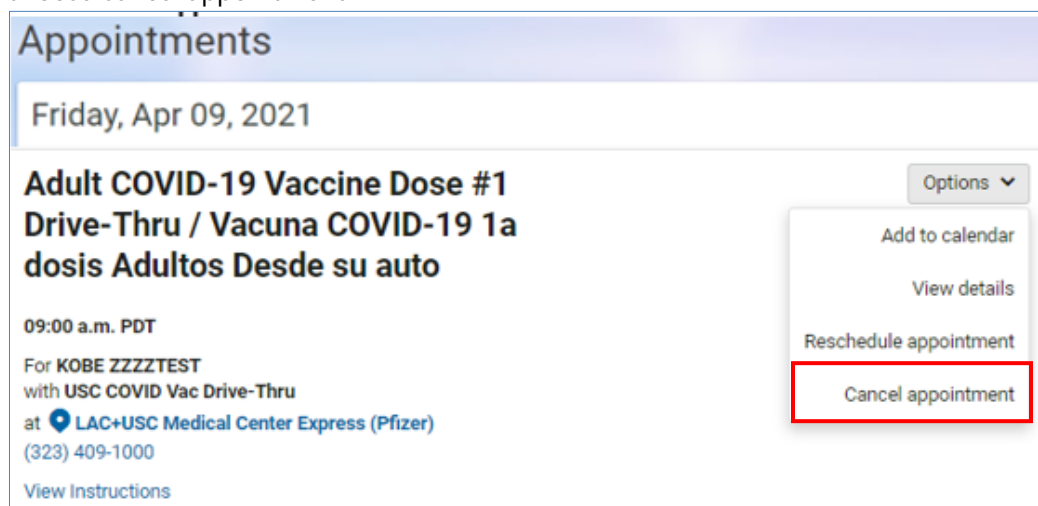 Appointments
Friday, Apr 09, 2021
Adult COVID-19 Vaccine Dose #1
Drive-Thru / Vacuna COVID-19 1a
dosis Adultos Desde su auto
09:00 a.m. PDT
For KOBE ZZZZTEST
with USC COVID Vac Drive-Thru
at LAC+USC Medical Center Express (Pfizer)
(323) 409-1000
View Instructions
Options
Add to calendar
View details
Reschedule appointment
Cancel appointment